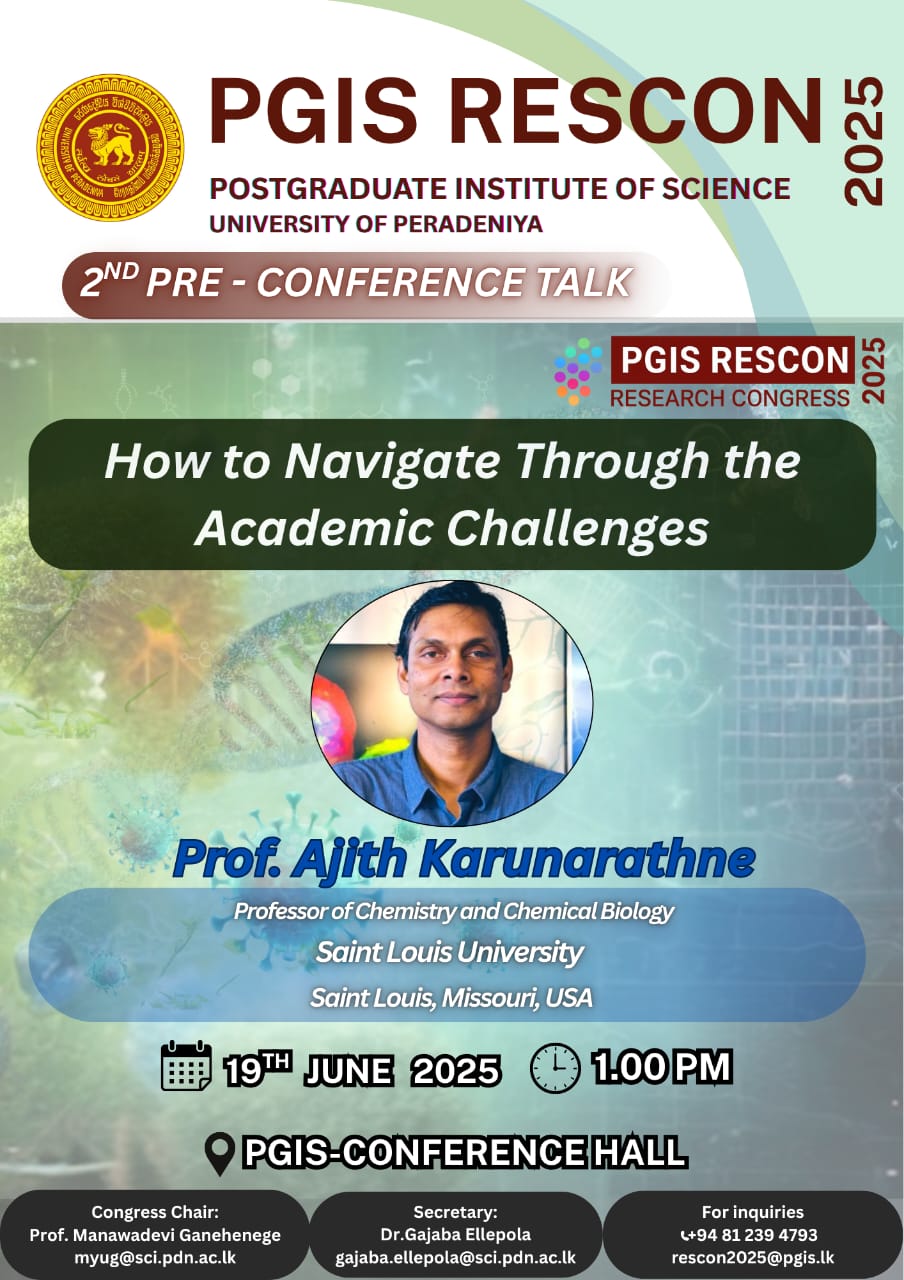 PGIS RESCON 2025
POSTGRADUATE INSTITUTE OF SCIENCE
UNIVERSITY OF PERADENIYA
UNIVERSITY OF PERADENIYA
2ND PRE - CONFERENCE TALK
PGIS RESCON 2025
RESEARCH CONGRESS
How to Navigate Through the
Academic Challenges
Prof. Ajith Karunarathne
Professor of Chemistry and Chemical Biology
Saint Louis University
Saint Louis, Missouri, USA
19TH JUNE 2025
1.00 PM
PGIS-CONFERENCE HALL
Congress Chair:
Prof. Manawadevi Ganehenege
myug@sci.pdn.ac.lk
Secretary:
Dr.Gajaba Ellepola
gajaba.ellepola@sci.pdn.ac.lk
For inquiries
+94 81 239 4793
rescon2025@pgis.lk